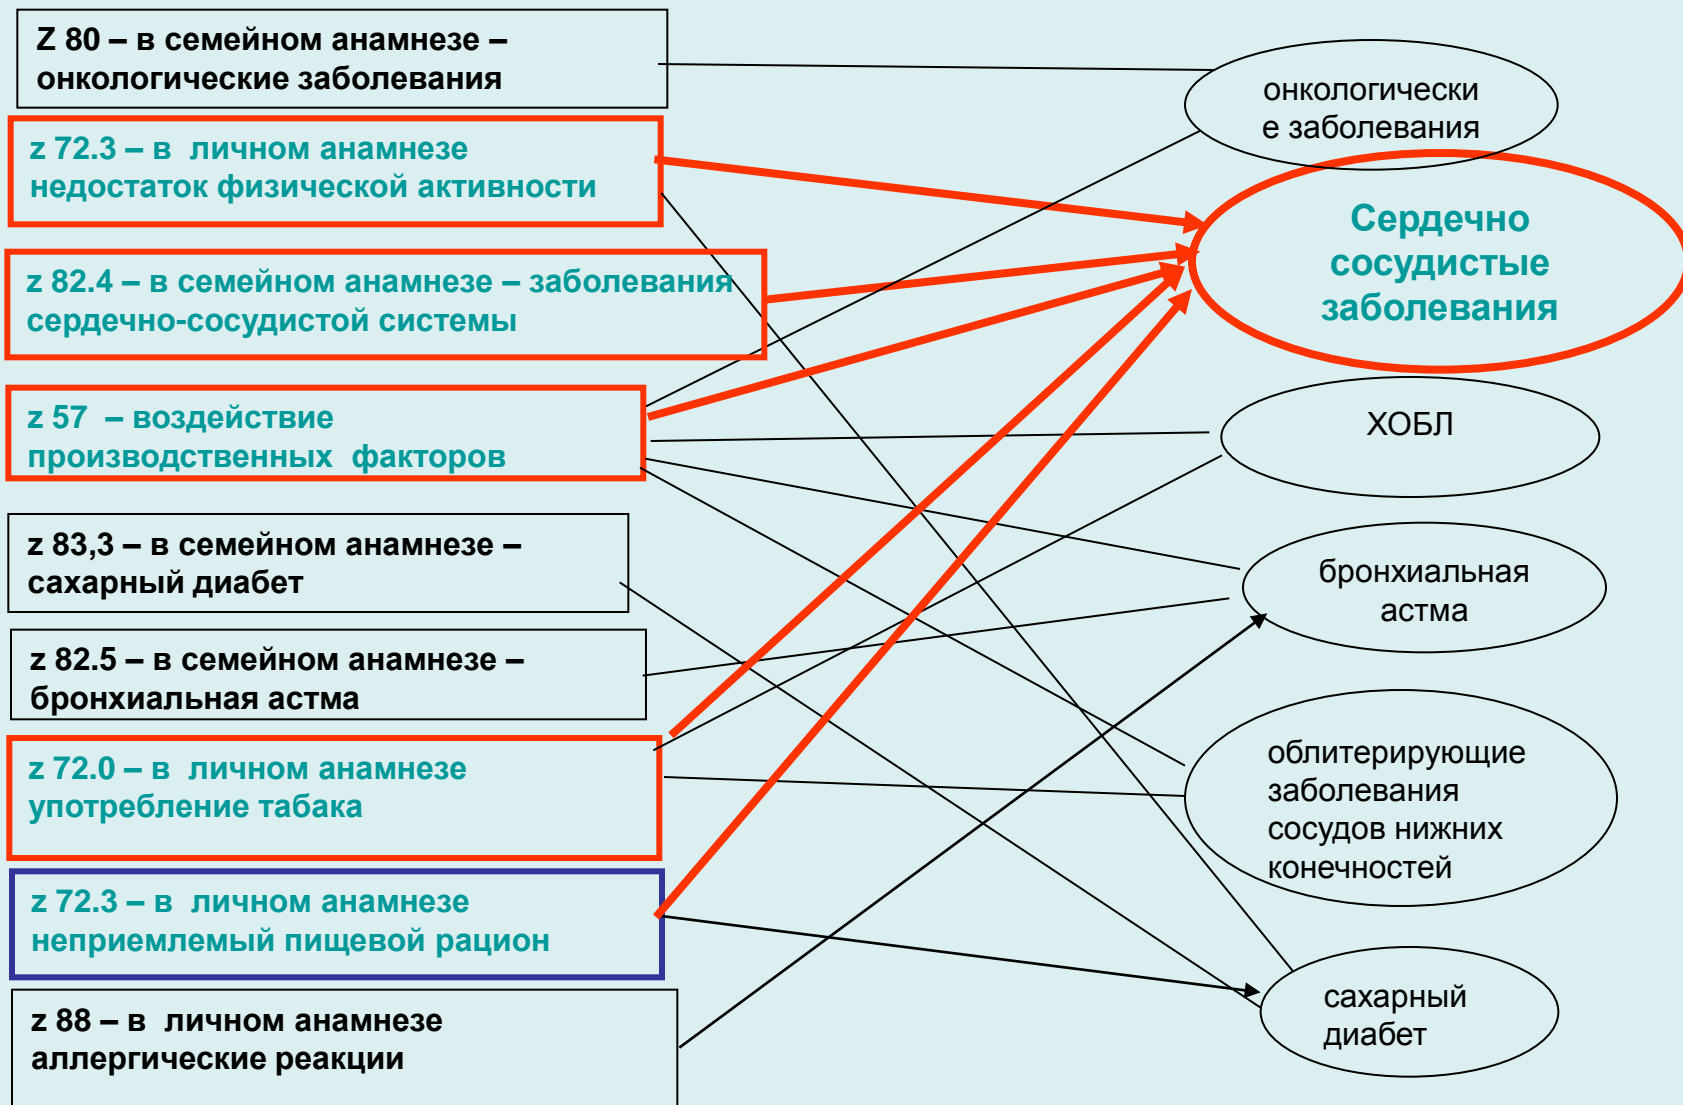 Z 80 – в семейном анамнезе –
онкологические заболевания
z 72.3 – в личном анамнезе
недостаток физической активности
z 82.4 – в семейном анамнезе – заболевания
сердечно-сосудистой системы
z 57 – воздействие
производственных факторов
z 83,3 – в семейном анамнезе –
сахарный диабет
z 82.5 – в семейном анамнезе –
бронхиальная астма
z 72.0 – в личном анамнезе
употребление табака
z 72.3 – в личном анамнезе
неприемлемый пищевой рацион
z 88 – в личном анамнезе
аллергические реакции
онкологически
е заболевания
Сердечно
сосудистые
заболевания
ХОБЛ
бронхиальная
астма
облитерирующие
заболевания
сосудов нижних
конечностей
сахарный
диабет